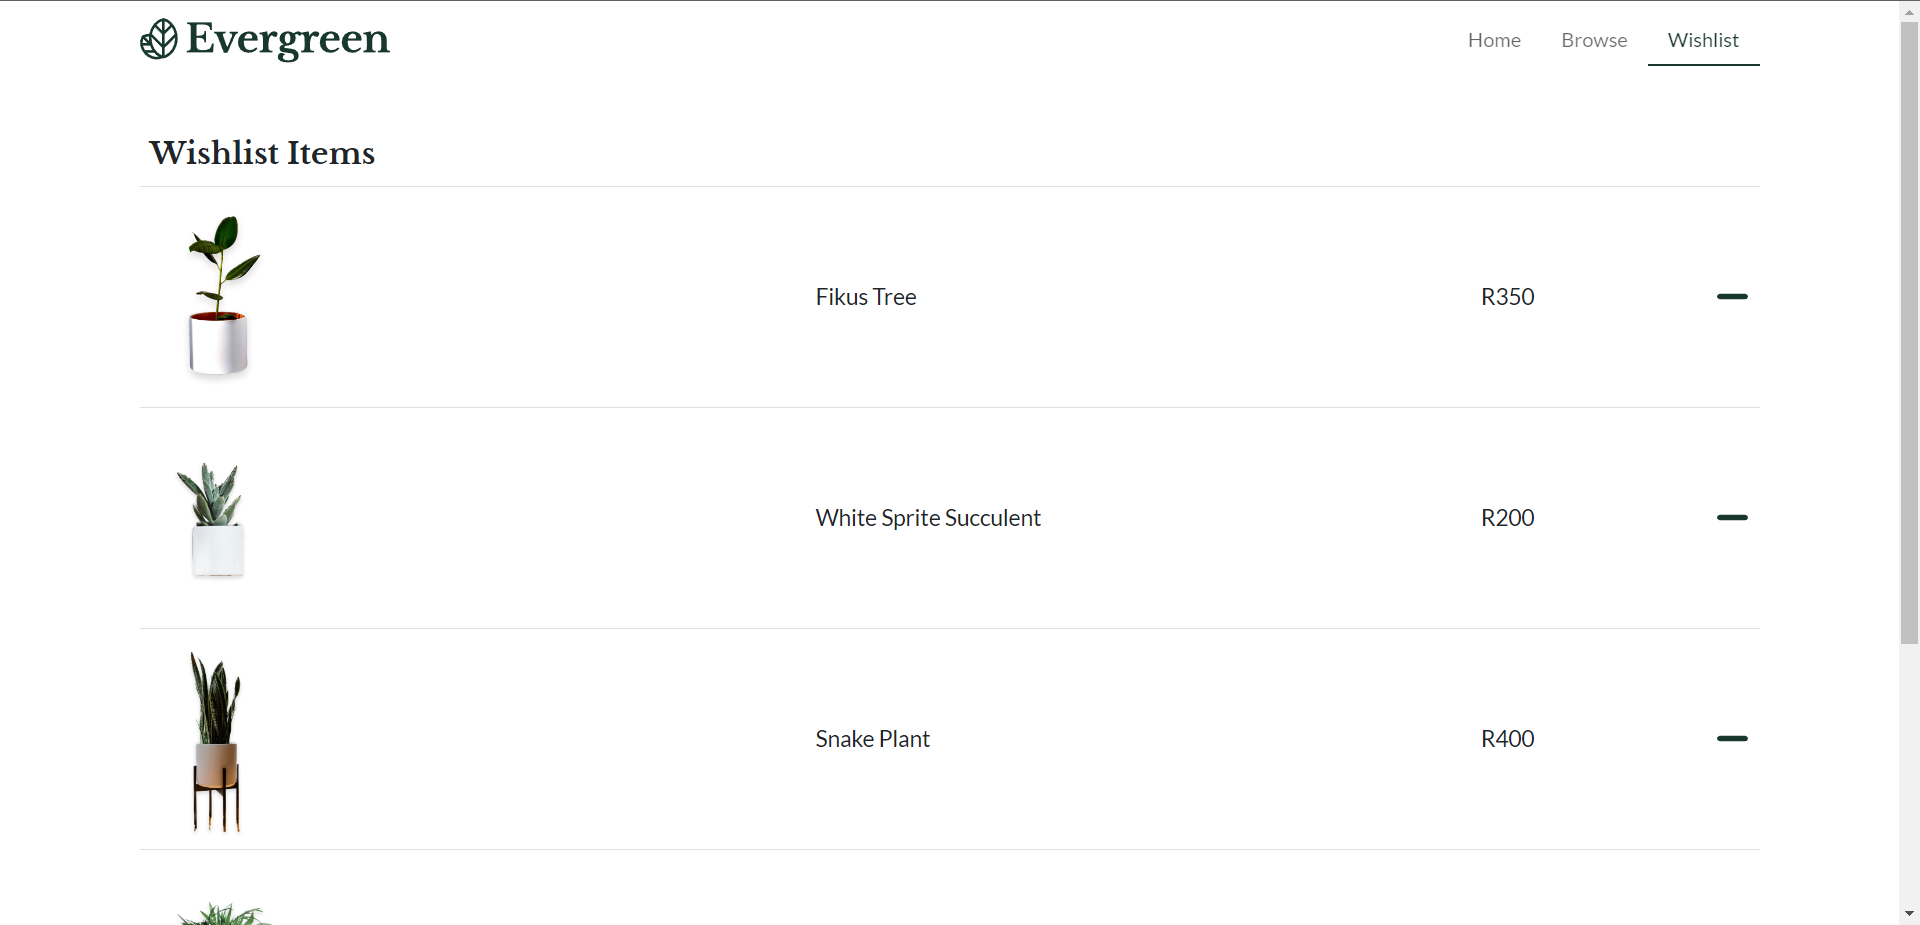 Evergreen
Home Browse Wishlist
Wishlist Items
Fikus Tree R350
White Sprite Succulent R200
Snake Plant R400